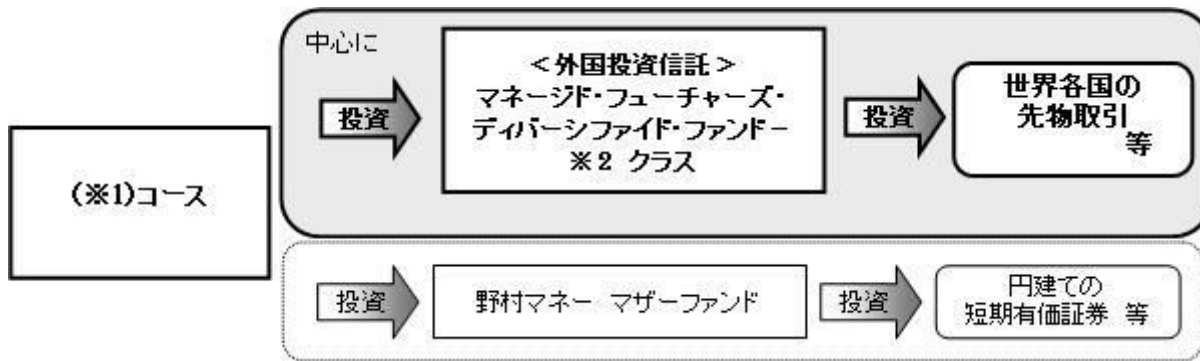 中心に
投資
<外国投資信託>
マネージド・フューチャーズ・
ディバーシファイド・ファンド-
※2 クラス
投資
世界各国の
先物取引
等
(※1)コース
投資
野村マネー マザーファンド
投資
円建ての
短期有価証券 等